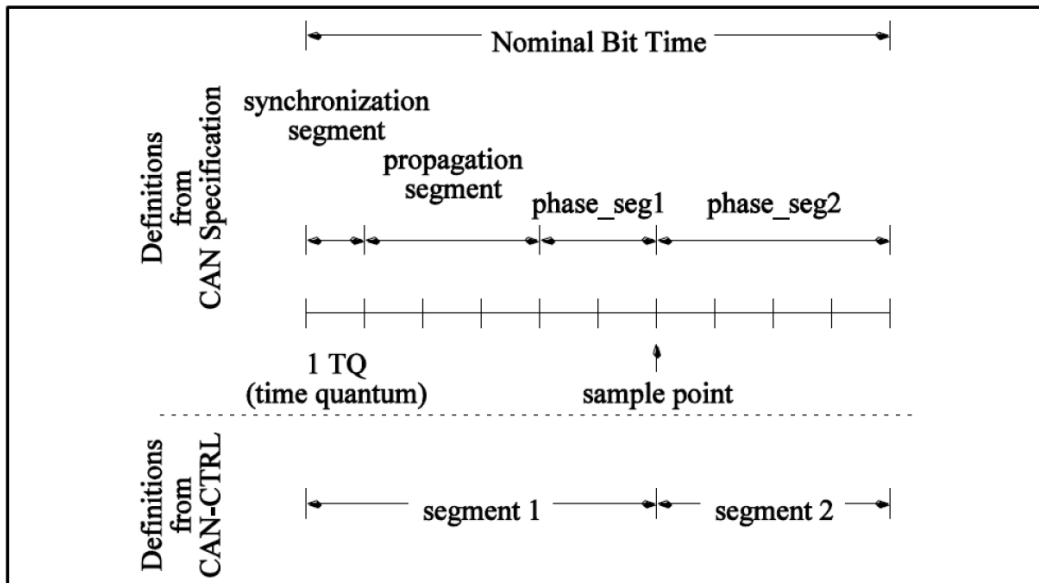 Nominal Bit Time
Definitions
from
CAN Specification
synchronization
segment
propagation
segment
phase_seg1
phase_seg2
1 TQ
(time quantum)
sample point
Definitions
from
CAN-CTRL
segment 1
segment 2